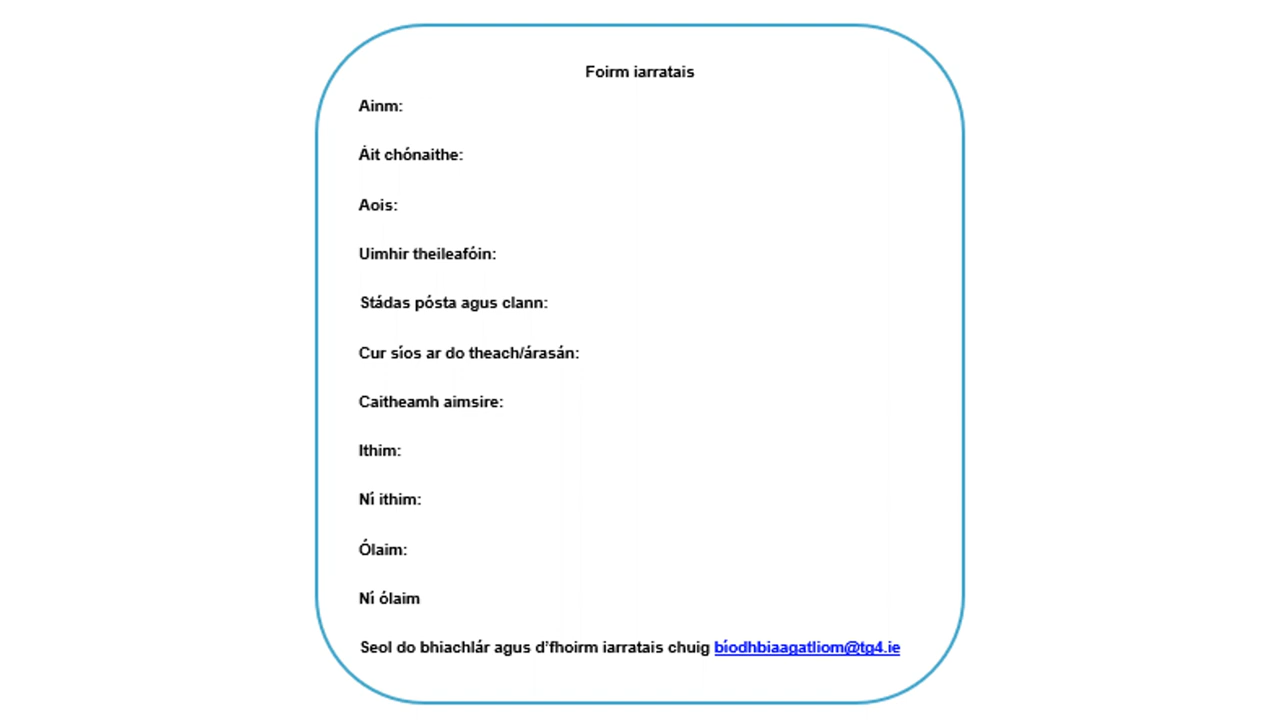 Foirm iarratais
Ainm:
Áit chónaithe:
Aois:
Uimhir theileafóin:
Stádas pósta agus clann:
Cur síos ar do theach/árasán:
Caitheamh aimsire:
Ithim:
Ní ithim:
Ólaim:
Ní ólaim
Seol do bhiachlár agus d’fhoirm iarratais chuig bíodhbiaagatliom@tg4.ie